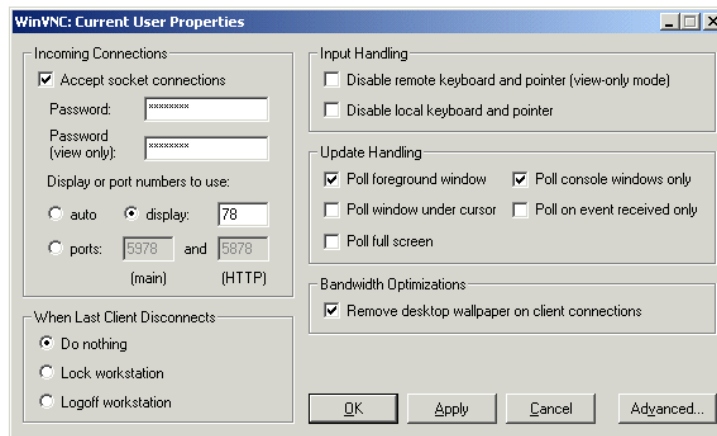 WinVNC: Current User Properties
Incoming Connections
Accept socket connections
Password:
xxxxxxxx
Password
(view only):
xxxxxxxx
Display or port numbers to use:
auto
display:
78
ports:
5978
and
5878
(main)
(HTTP)
When Last Client Disconnects
Do nothing
Lock workstation
Logoff workstation
Input Handling
Disable remote keyboard and pointer (view-only mode)
Disable local keyboard and pointer
Update Handling
Poll foreground window
Poll console windows only
Poll window under cursor
Poll on event received only
Poll full screen
Bandwidth Optimizations
Remove desktop wallpaper on client connections
OK
Apply
Cancel
Advanced...